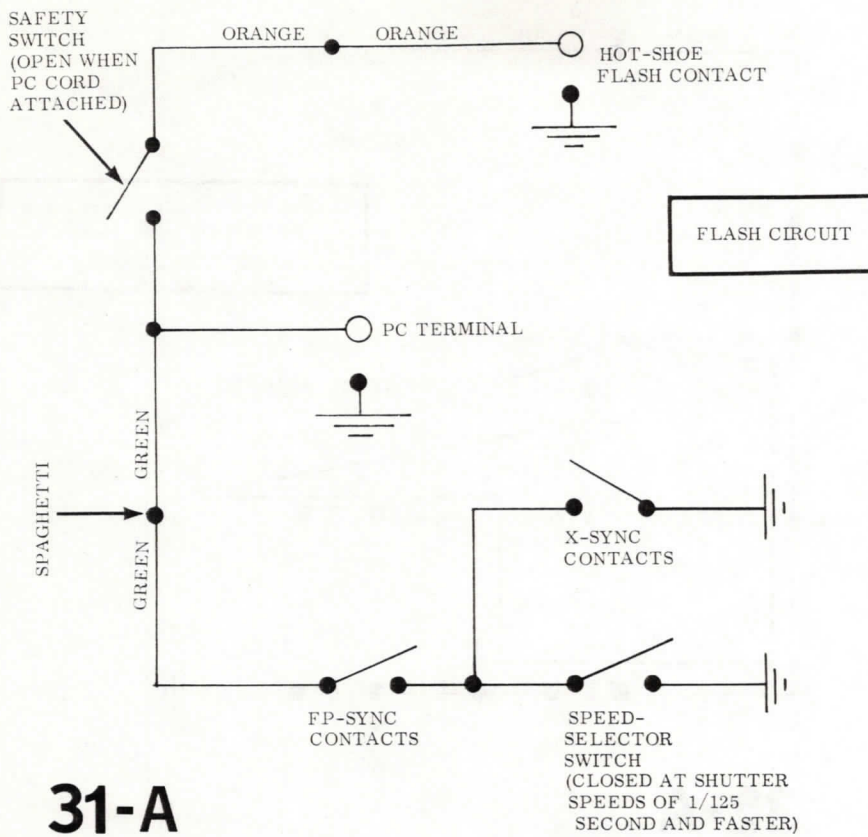 SAFETY
SWITCH
(OPEN WHEN
PC CORD
ATTACHED)
ORANGE
ORANGE
HOT-SHOE
FLASH CONTACT
FLASH CIRCUIT
PC TERMINAL
GREEN
SPAGHETTI
GREEN
X-SYNC
CONTACTS
FP-SYNC
CONTACTS
SPEED-
SELECTOR
SWITCH
(CLOSED AT SHUTTER
SPEEDS OF 1/125
SECOND AND FASTER)
31-A